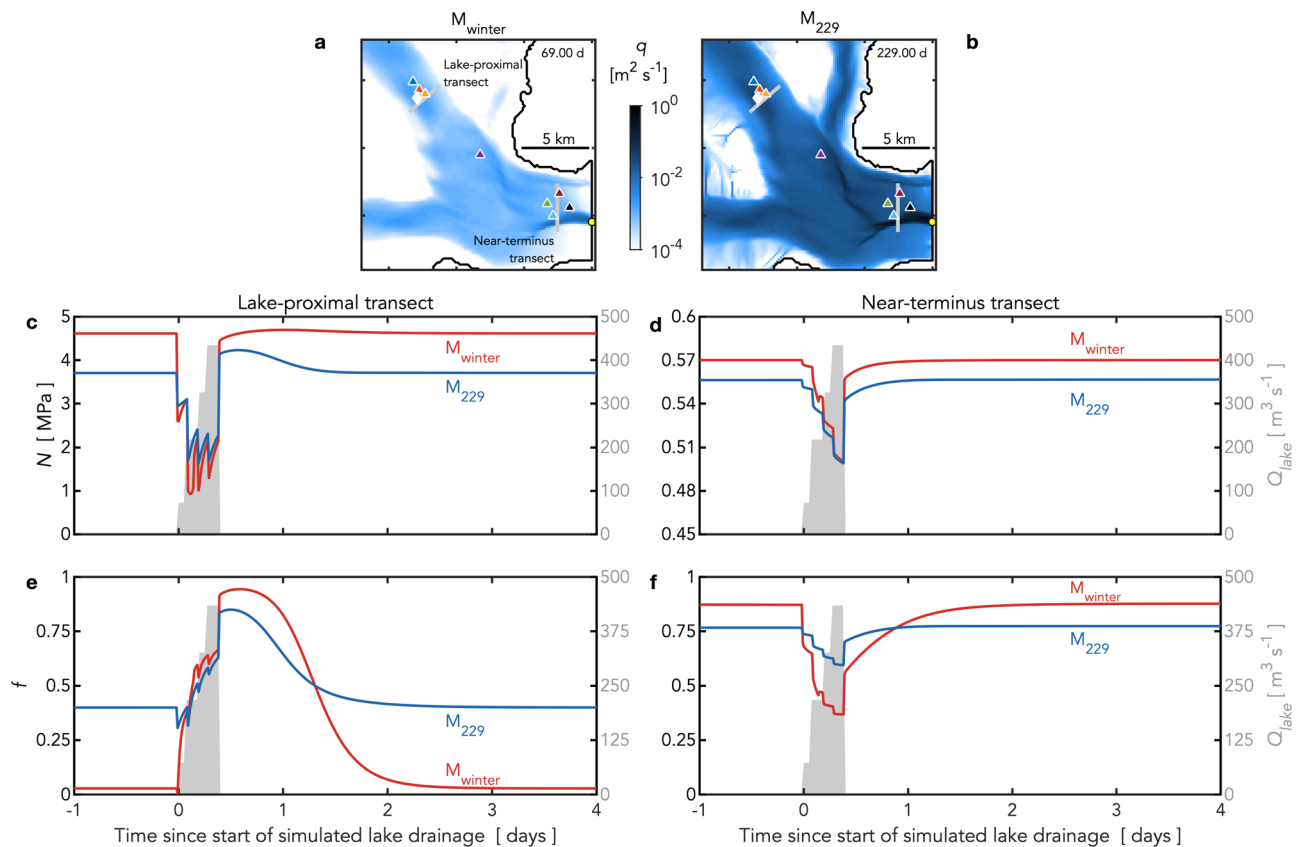 M_winter
M_229
a
b
q
[m² s⁻¹]
69.00 d
229.00 d
Lake-proximal
transect
10⁰
10⁻²
10⁻⁴
5 km
5 km
Near-terminus
transect
Lake-proximal transect
Near-terminus transect
c
5
4
3
2
1
0
N [ MPa ]
500
400
300
200
100
0
M_winter
M_229
d
0.6
0.57
0.54
0.51
0.48
0.45
500
400
300
200
100
0
Q_lake [ m³ s⁻¹ ]
M_winter
M_229
e
1
0.75
0.5
0.25
0
f
500
375
250
125
0
M_229
M_winter
-1 0 1 2 3 4
Time since start of simulated lake drainage [ days ]
f
1
0.75
0.5
0.25
0
500
375
250
125
0
Q_lake [ m³ s⁻¹ ]
M_winter
M_229
-1 0 1 2 3 4
Time since start of simulated lake drainage [ days ]